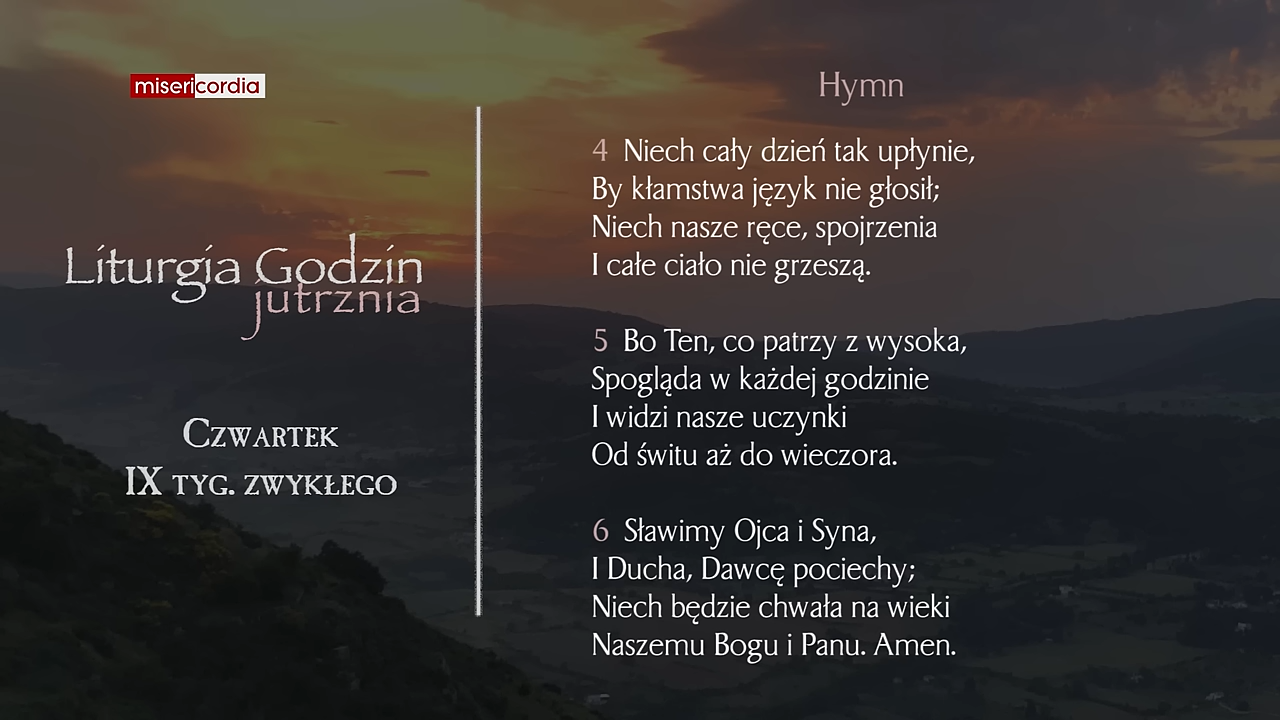 misericordia
Liturgia Godzin
jutrznia
Czwartek
IX tyg. zwykłego
Hymn
4 Niech cały dzień tak upłynie,
By kłamstwa język nie głosił;
Niech nasze ręce, spojrzenia
I całe ciało nie grzeszą.
5 Bo Ten, co patrzy z wysoka,
Spogląda w każdej godzinie
I widzi nasze uczynki
Od świtu aż do wieczora.
6 Sławimy Ojca i Syna,
I Ducha, Dawcę pociechy;
Niech będzie chwała na wieki
Naszemu Bogu i Panu. Amen.